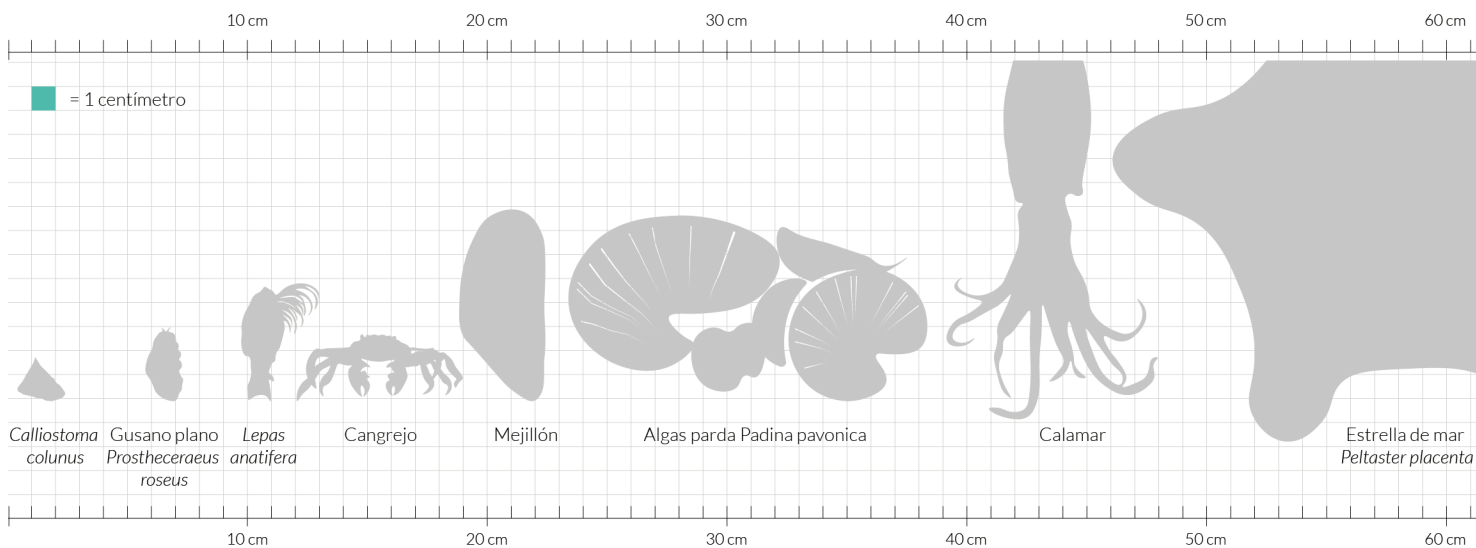 10 cm 20 cm 30 cm 40 cm 50 cm 60 cm
= 1 centímetro
Calliostoma
colunus
Gusano plano
Prostheceraeus
roseus
Lepas
anatifera
Cangrejo
Mejillón
Algas parda Padina pavonica
Calamar
Estrella de mar
Peltaster placenta
10 cm 20 cm 30 cm 40 cm 50 cm 60 cm